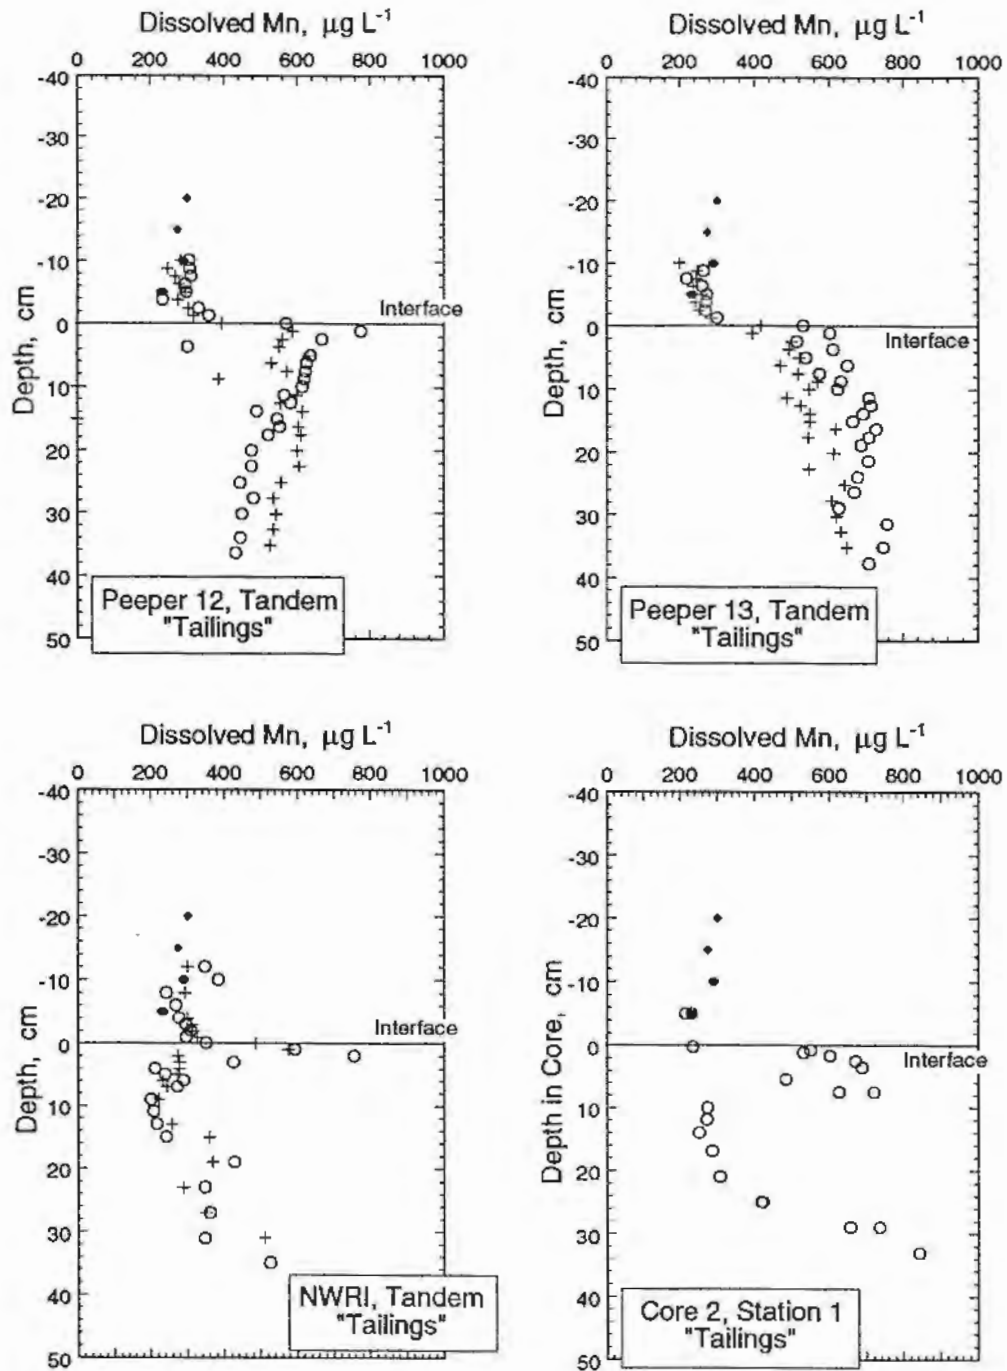 Dissolved Mn, µg L⁻¹
0 200 400 600 800 1000
-40
-30
-20
-10
0
10
20
30
40
50
Depth, cm
Interface
Peeper 12, Tandem
"Tailings"
Dissolved Mn, µg L⁻¹
0 200 400 600 800 1000
-40
-30
-20
-10
0
10
20
30
40
50
Depth, cm
Interface
Peeper 13, Tandem
"Tailings"
Dissolved Mn, µg L⁻¹
0 200 400 600 800 1000
-40
-30
-20
-10
0
10
20
30
40
50
Depth, cm
Interface
NWRI, Tandem
"Tailings"
Dissolved Mn, µg L⁻¹
0 200 400 600 800 1000
-40
-30
-20
-10
0
10
20
30
40
50
Depth in Core, cm
Interface
Core 2, Station 1
"Tailings"